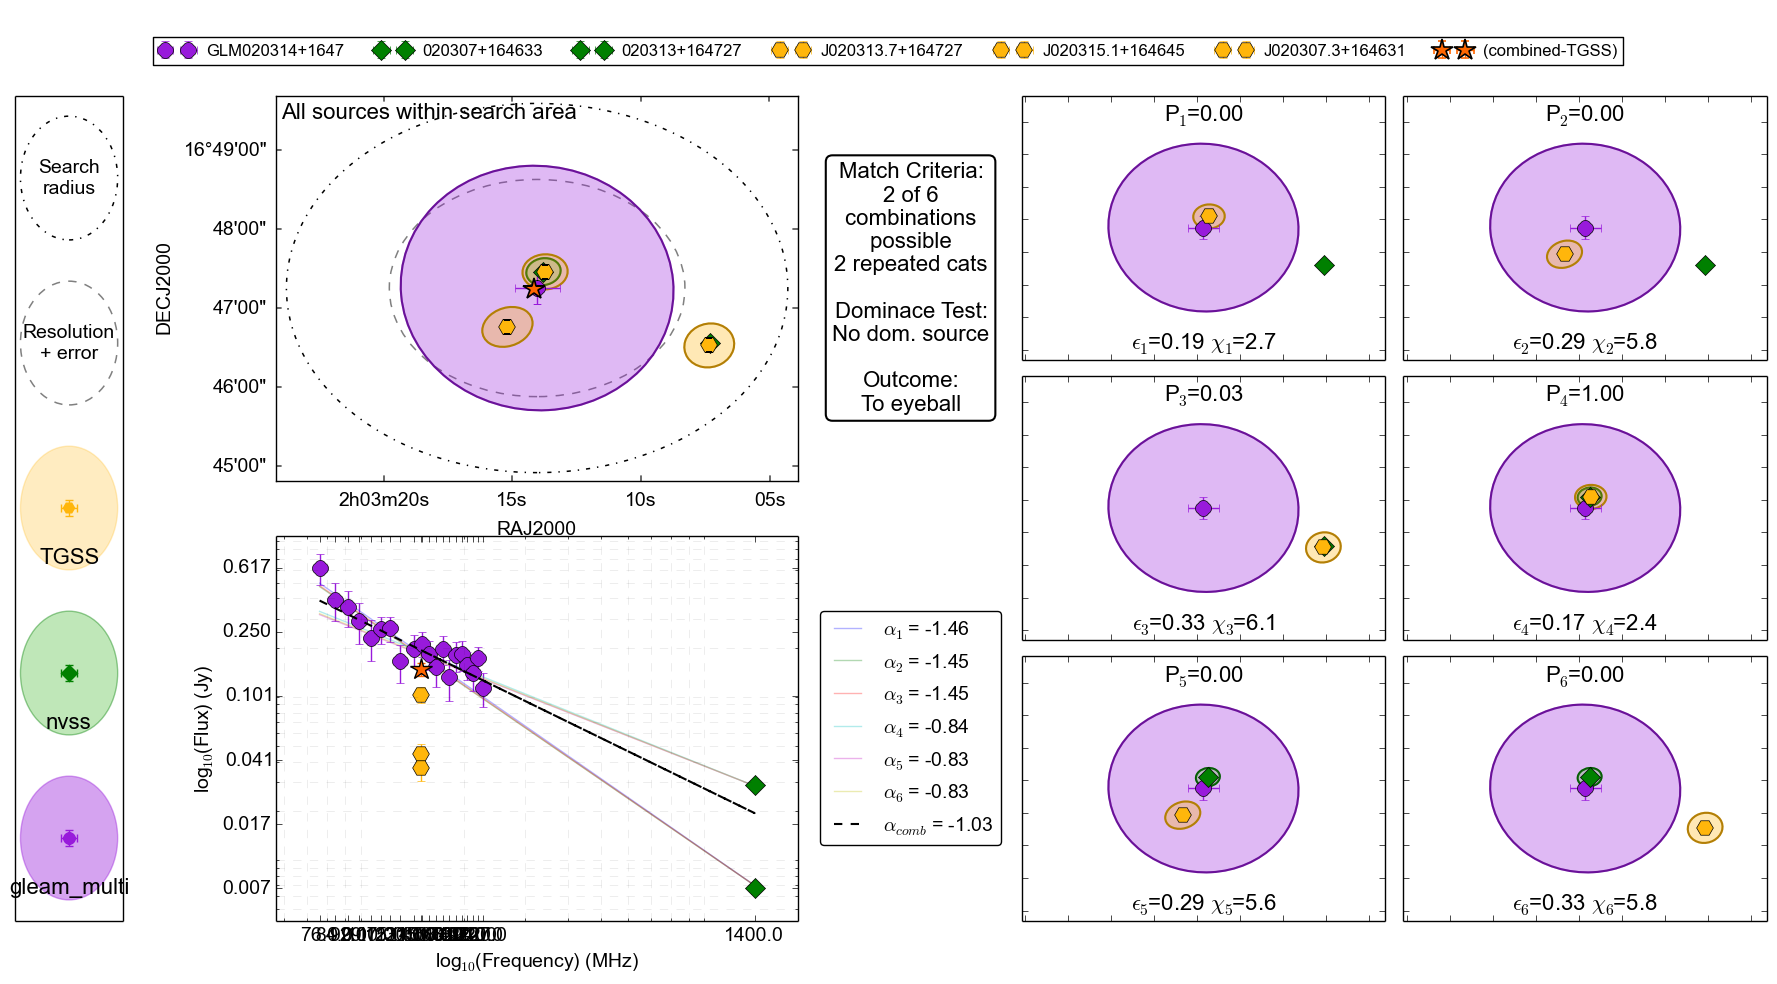 GLM020314+1647 020307+164633 020313+164727 J020313.7+164727 J020315.1+164645 J020307.3+164631 (combined-TGSS)
Search
radius
Resolution
+ error
TGSS
nvss
gleam_multi
All sources within search area
DECJ2000
16°49'00"
48'00"
47'00"
46'00"
45'00"
2h03m20s 15s 10s 05s
RAJ2000
Match Criteria:
2 of 6
combinations
possible
2 repeated cats
Dominace Test:
No dom. source
Outcome:
To eyeball
log10(Flux) (Jy)
0.617
0.250
0.101
0.041
0.017
0.007
1400.0
log10(Frequency) (MHz)
α1 = -1.46
α2 = -1.45
α3 = -1.45
α4 = -0.84
α5 = -0.83
α6 = -0.83
αcomb = -1.03
P1=0.00
ϵ1=0.19 χ1=2.7
P2=0.00
ϵ2=0.29 χ2=5.8
P3=0.03
ϵ3=0.33 χ3=6.1
P4=1.00
ϵ4=0.17 χ4=2.4
P5=0.00
ϵ5=0.29 χ5=5.6
P6=0.00
ϵ6=0.33 χ6=5.8